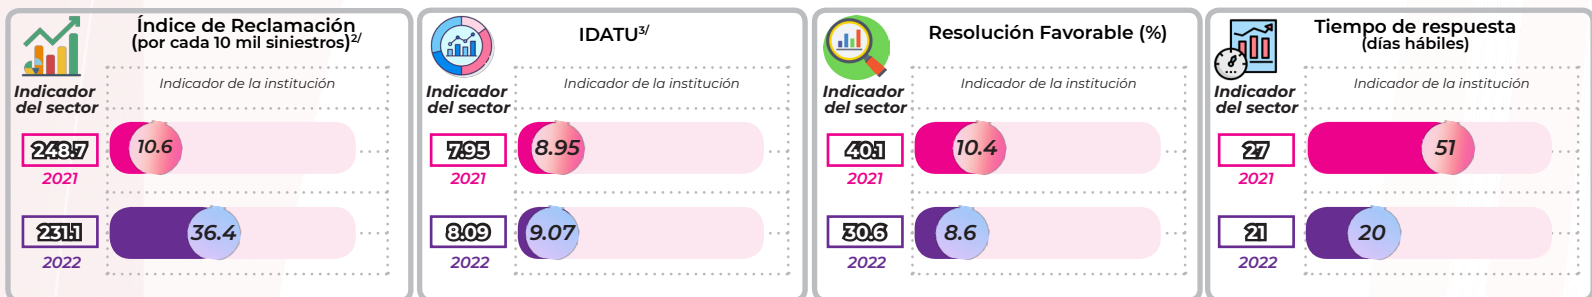 Índice de Reclamación
(por cada 10 mil siniestros)2/
Indicador de la institución
Indicador
del sector
248.7
10.6
2021
231.1
36.4
2022
IDATU3/
Indicador de la institución
Indicador
del sector
7.95
8.95
2021
8.09
9.07
2022
Resolución Favorable (%)
Indicador de la institución
Indicador
del sector
40.1
10.4
2021
30.6
8.6
2022
Tiempo de respuesta
(días hábiles)
Indicador de la institución
Indicador
del sector
27
51
2021
21
20
2022